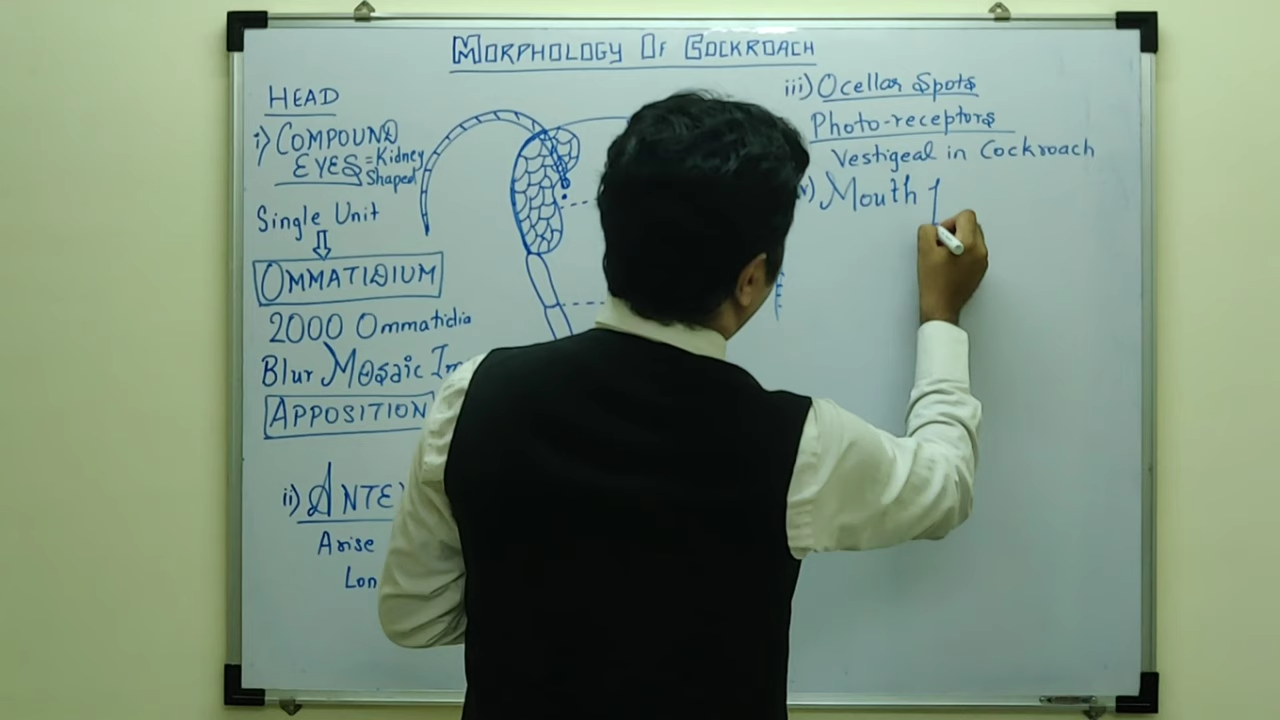 MORPHOLOGY OF COCKROACH
HEAD
i) COMPOUND
EYES = Kidney
Shaped
Single Unit
OMMATIDIUM
2000 Ommatidia
Blur Mosaic
APPOSITION
ii)
Arise
iii) Ocellar Spots
Photo-receptors
Vestigeal in Cockroach
Mouth